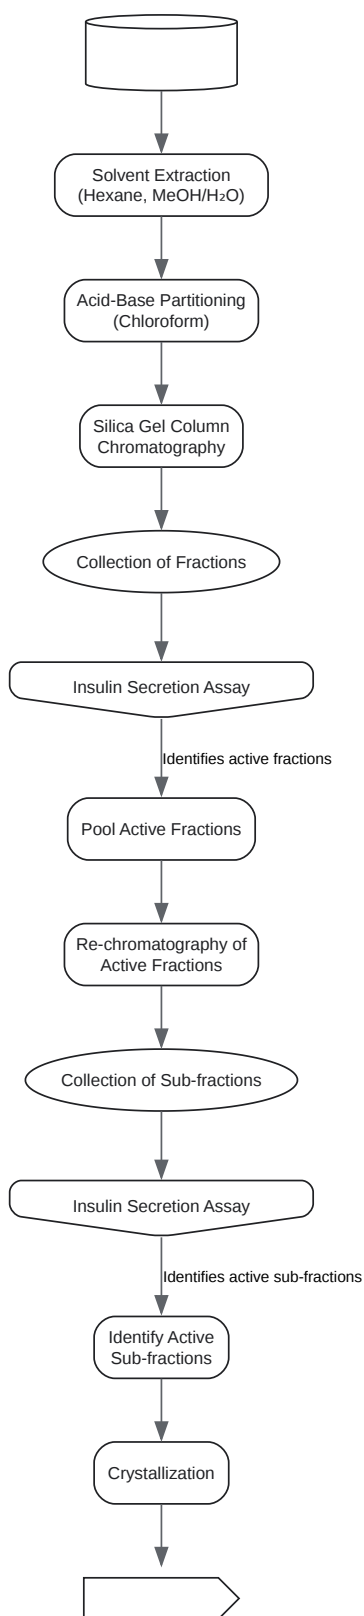 Solvent Extraction
(Hexane, MeOH/H₂O)
Acid-Base Partitioning
(Chloroform)
Silica Gel Column
Chromatography
Collection of Fractions
Insulin Secretion Assay
Identifies active fractions
Pool Active Fractions
Re-chromatography of
Active Fractions
Collection of Sub-fractions
Insulin Secretion Assay
Identifies active sub-fractions
Identify Active
Sub-fractions
Crystallization